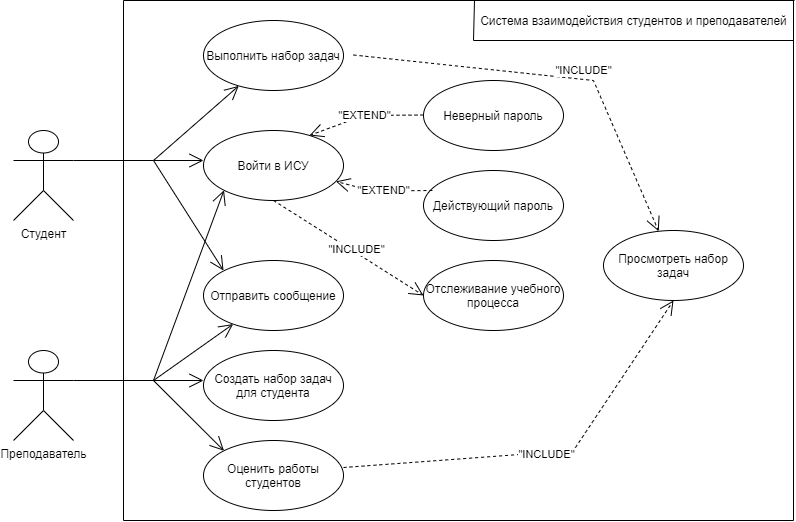 Система взаимодействия студентов и преподавателей
Выполнить набор задач
"INCLUDE"
"EXTEND"
Неверный пароль
Войти в ИСУ
"EXTEND"
Действующий пароль
Студент
"INCLUDE"
Просмотреть набор
задач
Отправить сообщение
Отслеживание учебного
процесса
Создать набор задач
для студента
Преподаватель
"INCLUDE"
Оценить работы
студентов